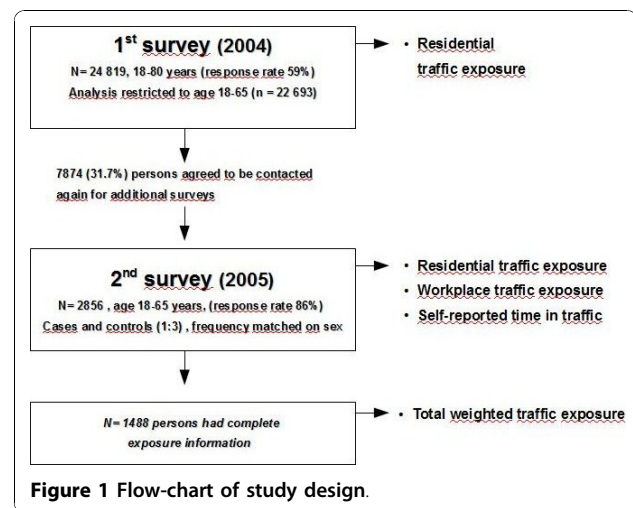 1st survey (2004)
N= 24 819, 18-80 years (response rate 59%)
Analysis restricted to age 18-65 (n = 22 693)
• Residential
traffic exposure
7874 (31.7%) persons agreed to be contacted
again for additional surveys
2nd survey (2005)
N = 2856 , age 18-65 years, (response rate 86%)
Cases and controls (1:3) , frequency matched on sex
• Residential traffic exposure
• Workplace traffic exposure
• Self-reported time in traffic
N= 1488 persons had complete
exposure information
• Total weighted traffic exposure
Figure 1 Flow-chart of study design.